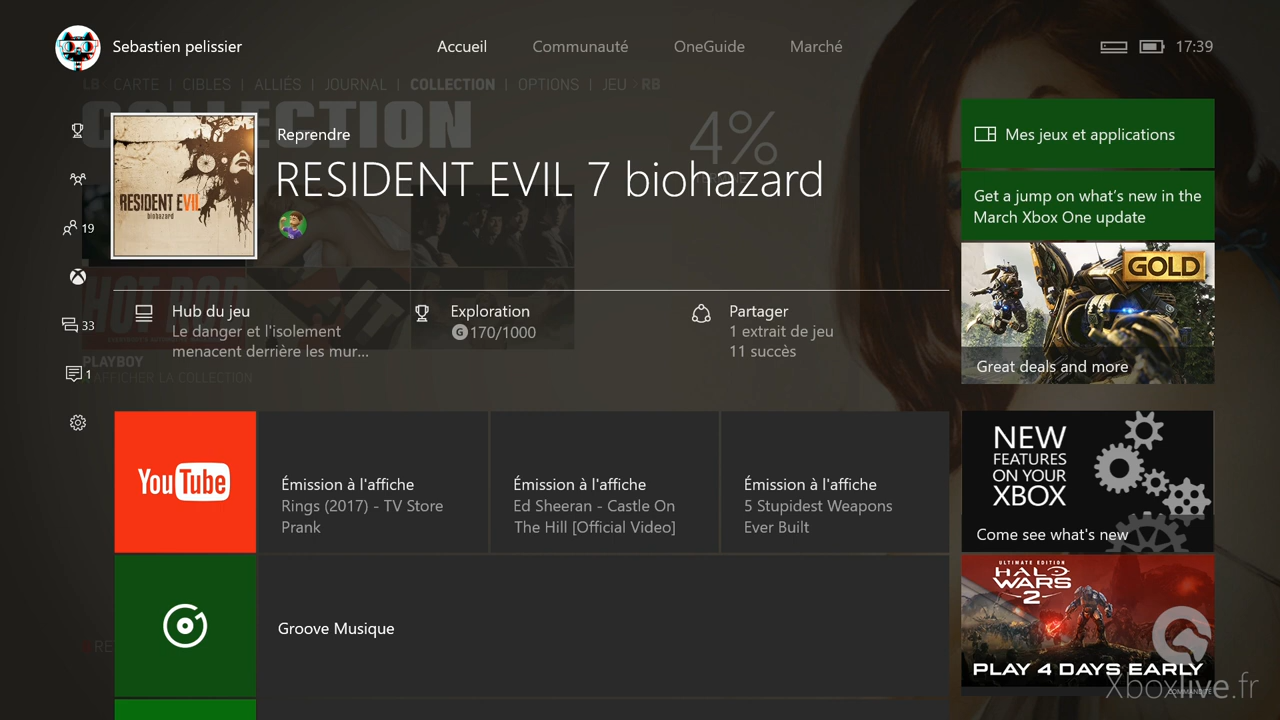 Sebastien pelissier
Accueil
Communauté
OneGuide
Marché
17:39
LB CARTE | CIBLES | ALLIÉS | JOURNAL | COLLECTION | OPTIONS | JEU RB
COLLECTION
4%
RESIDENT EVIL
biohazard
Reprendre
RESIDENT EVIL 7 biohazard
19
33
1
Hub du jeu
Le danger et l'isolement
menacent derrière les mur...
Exploration
G 170/1000
Partager
1 extrait de jeu
11 succès
HOT ROD
PLAYBOY
AFFICHER LA COLLECTION
Mes jeux et applications
Get a jump on what's new in the
March Xbox One update
GOLD
Great deals and more
YouTube
Émission à l'affiche
Rings (2017) - TV Store
Prank
Émission à l'affiche
Ed Sheeran - Castle On
The Hill [Official Video]
Émission à l'affiche
5 Stupidest Weapons
Ever Built
NEW
FEATURES
ON YOUR
XBOX
Come see what's new
Groove Musique
ULTIMATE EDITION
HALO
WARS
2
PLAY 4 DAYS EARLY
Xboxlive.fr